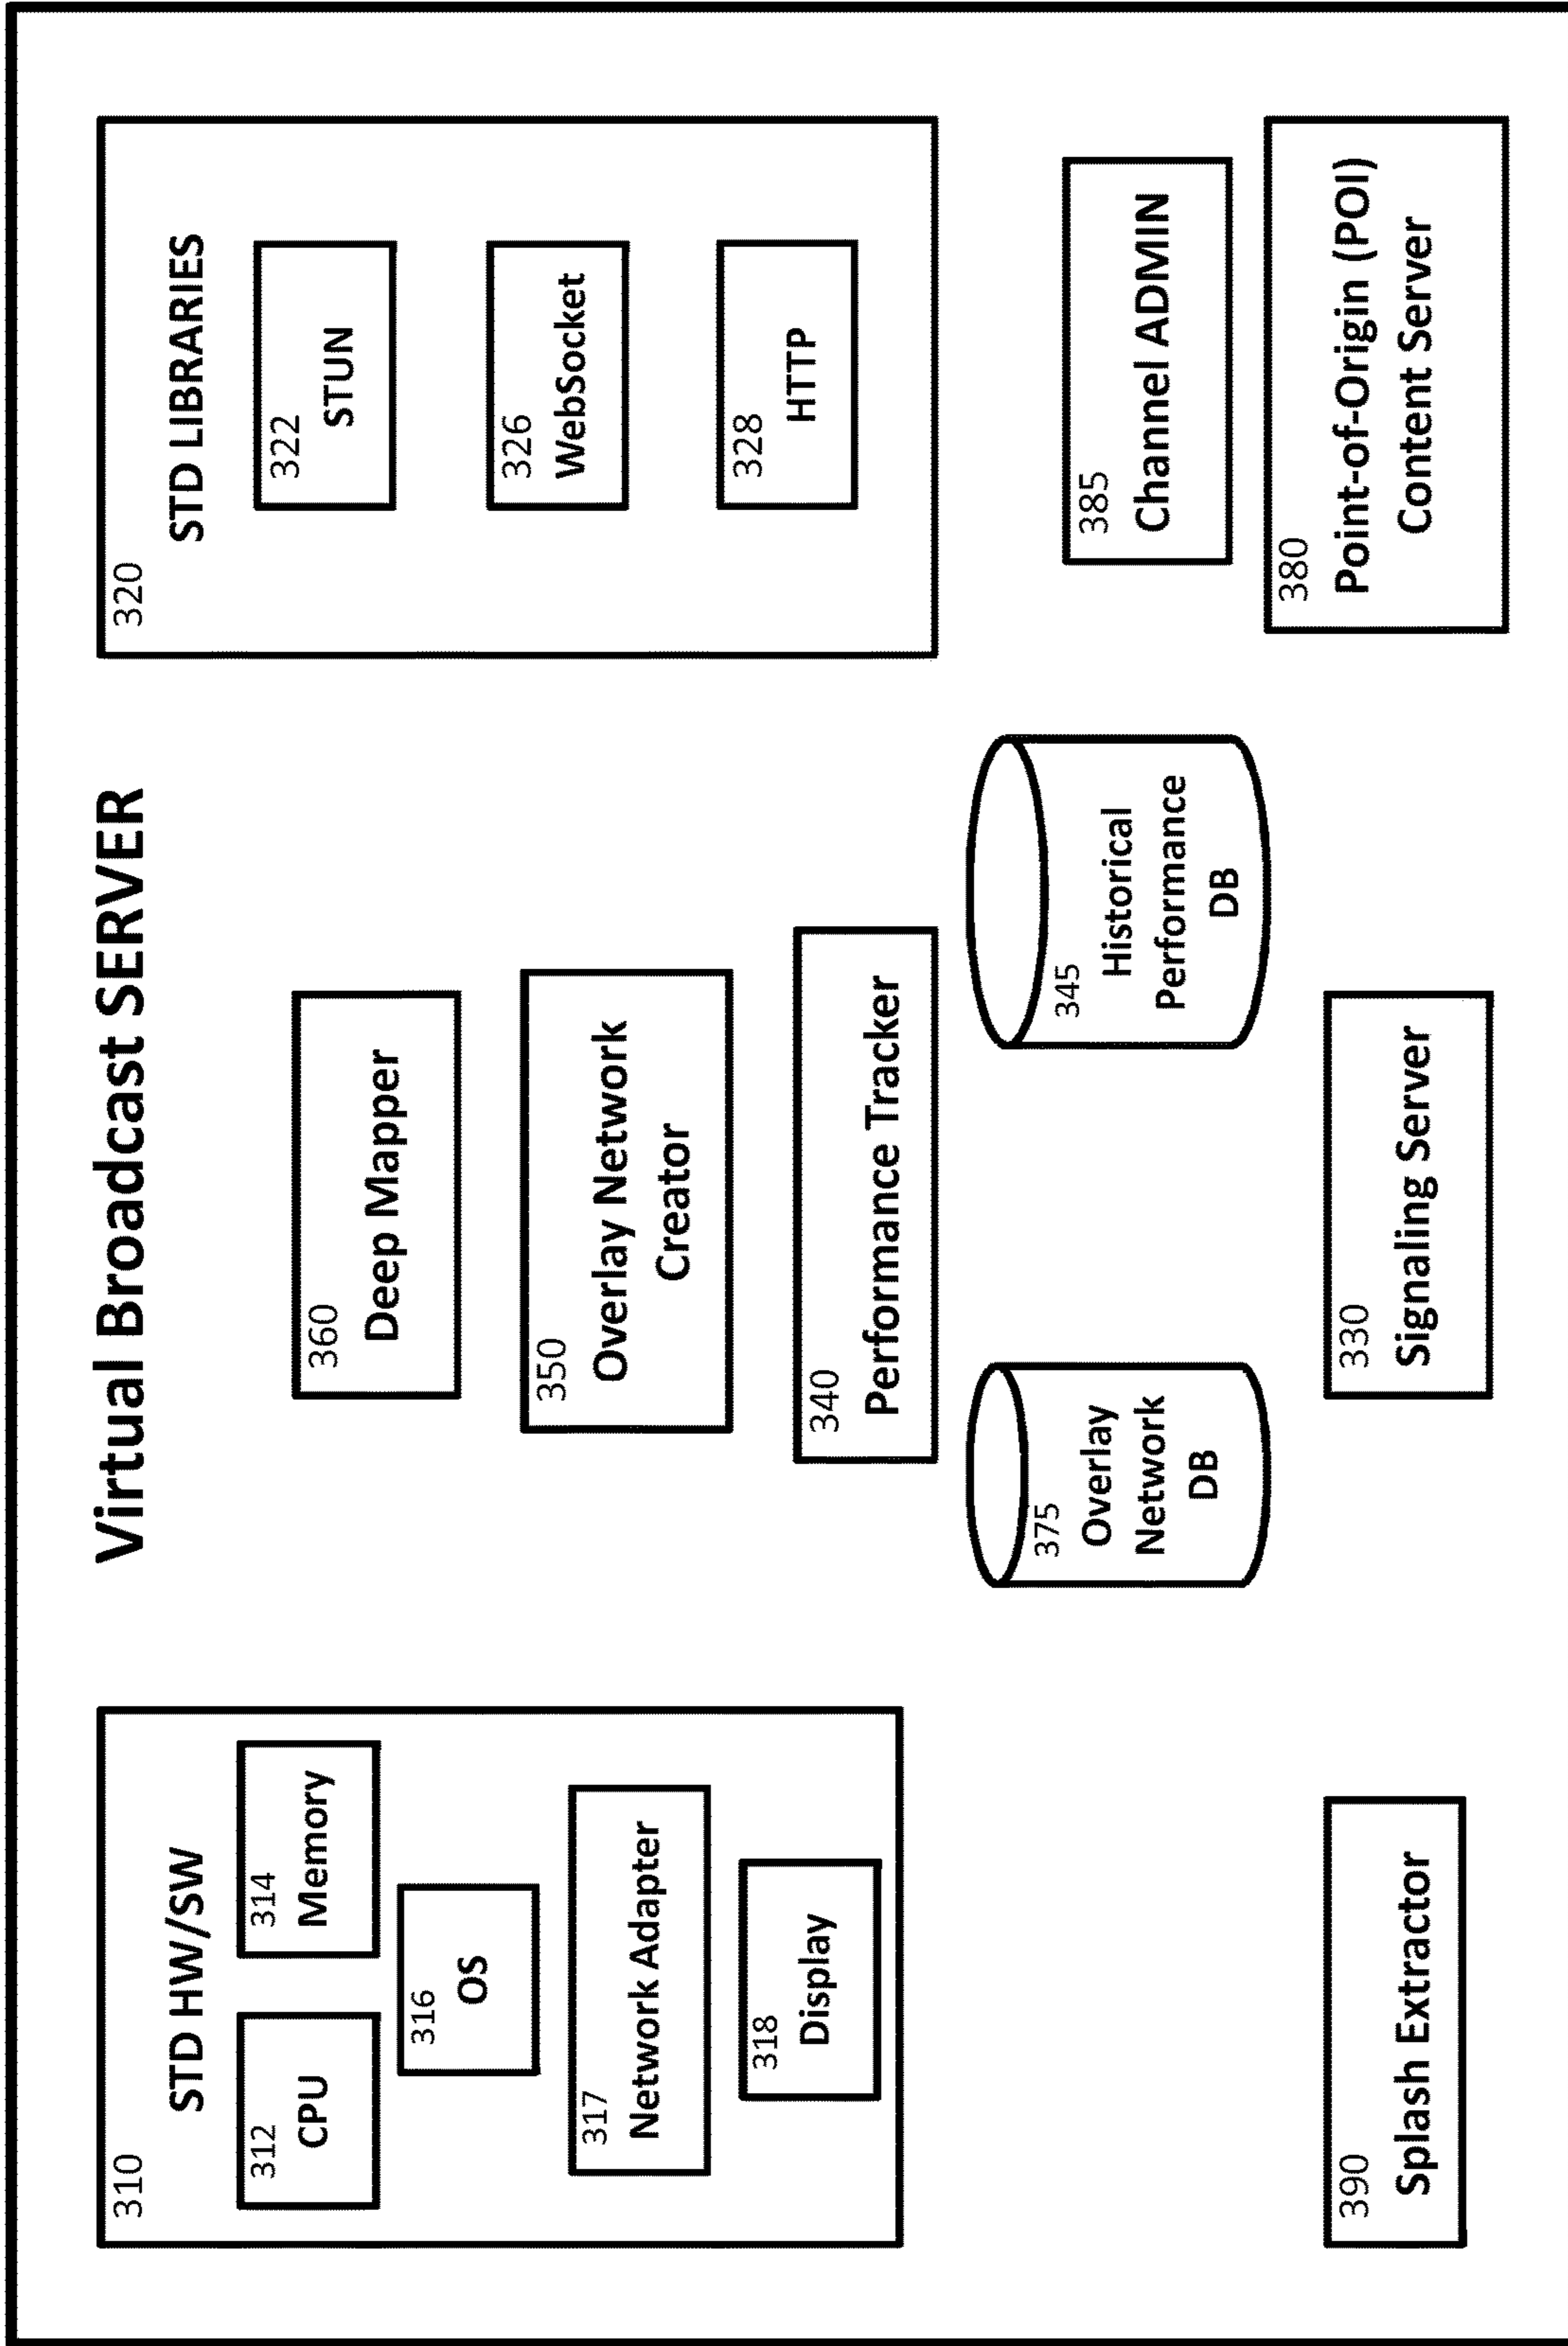 Virtual Broadcast SERVER
310
STD HW/SW
312
CPU
314
Memory
316
OS
317
Network Adapter
318
Display
360
Deep Mapper
350
Overlay Network
Creator
340
Performance Tracker
375
Overlay
Network
DB
345
Historical
Performance
DB
330
Signaling Server
390
Splash Extractor
320
STD LIBRARIES
322
STUN
326
WebSocket
328
HTTP
385
Channel ADMIN
380
Point-of-Origin (POI)
Content Server